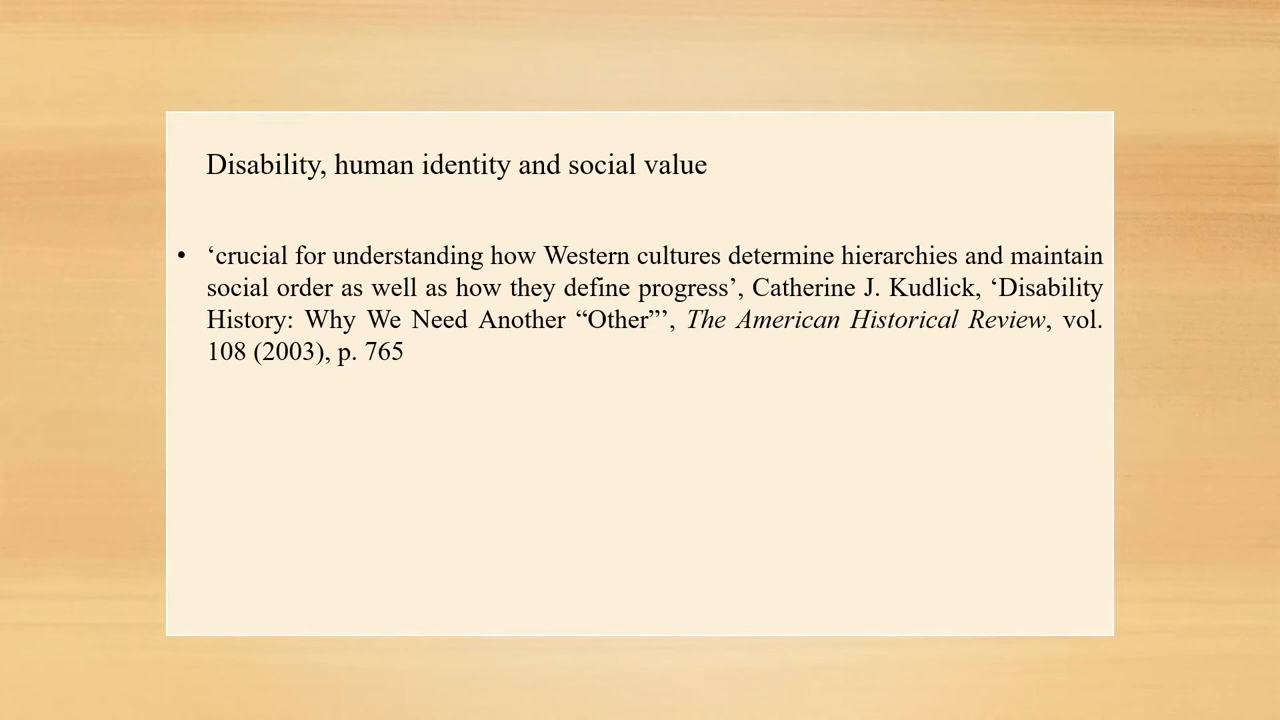 Disability, human identity and social value
• ‘crucial for understanding how Western cultures determine hierarchies and maintain
social order as well as how they define progress’, Catherine J. Kudlick, ‘Disability
History: Why We Need Another “Other”’, The American Historical Review, vol.
108 (2003), p. 765